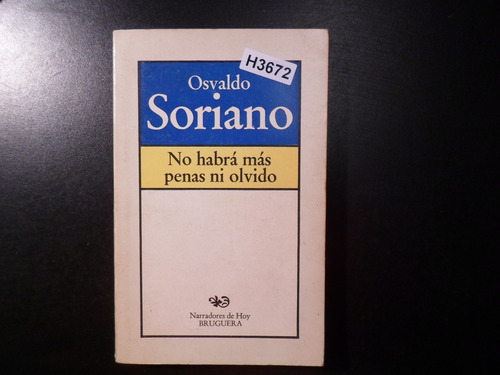 H3672
Osvaldo
Soriano
No habrá más
penas ni olvido
Narradores de Hoy
BRUGUERA